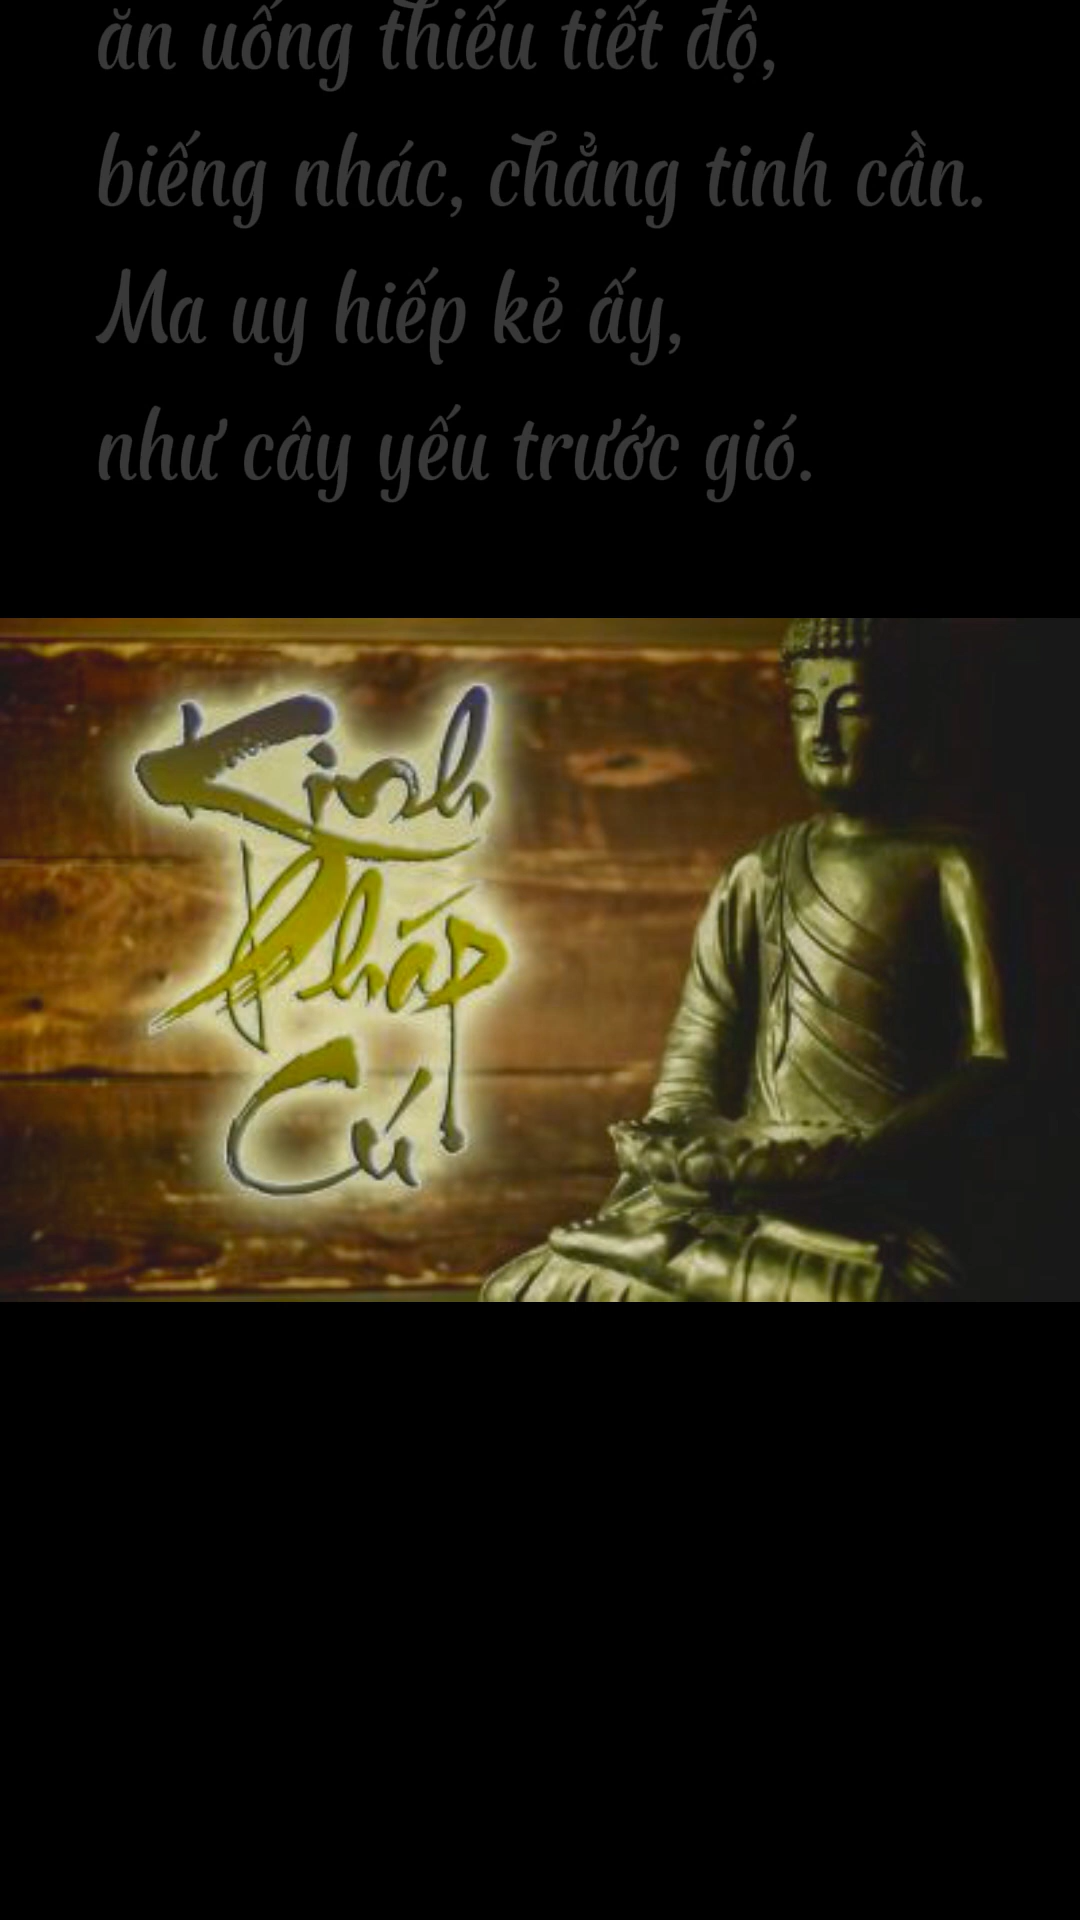 ăn uống thiếu tiết độ,
biếng nhác, chẳng tinh cần.
Ma uy hiếp kẻ ấy,
như cây yếu trước gió.
Kinh
Pháp
Cú